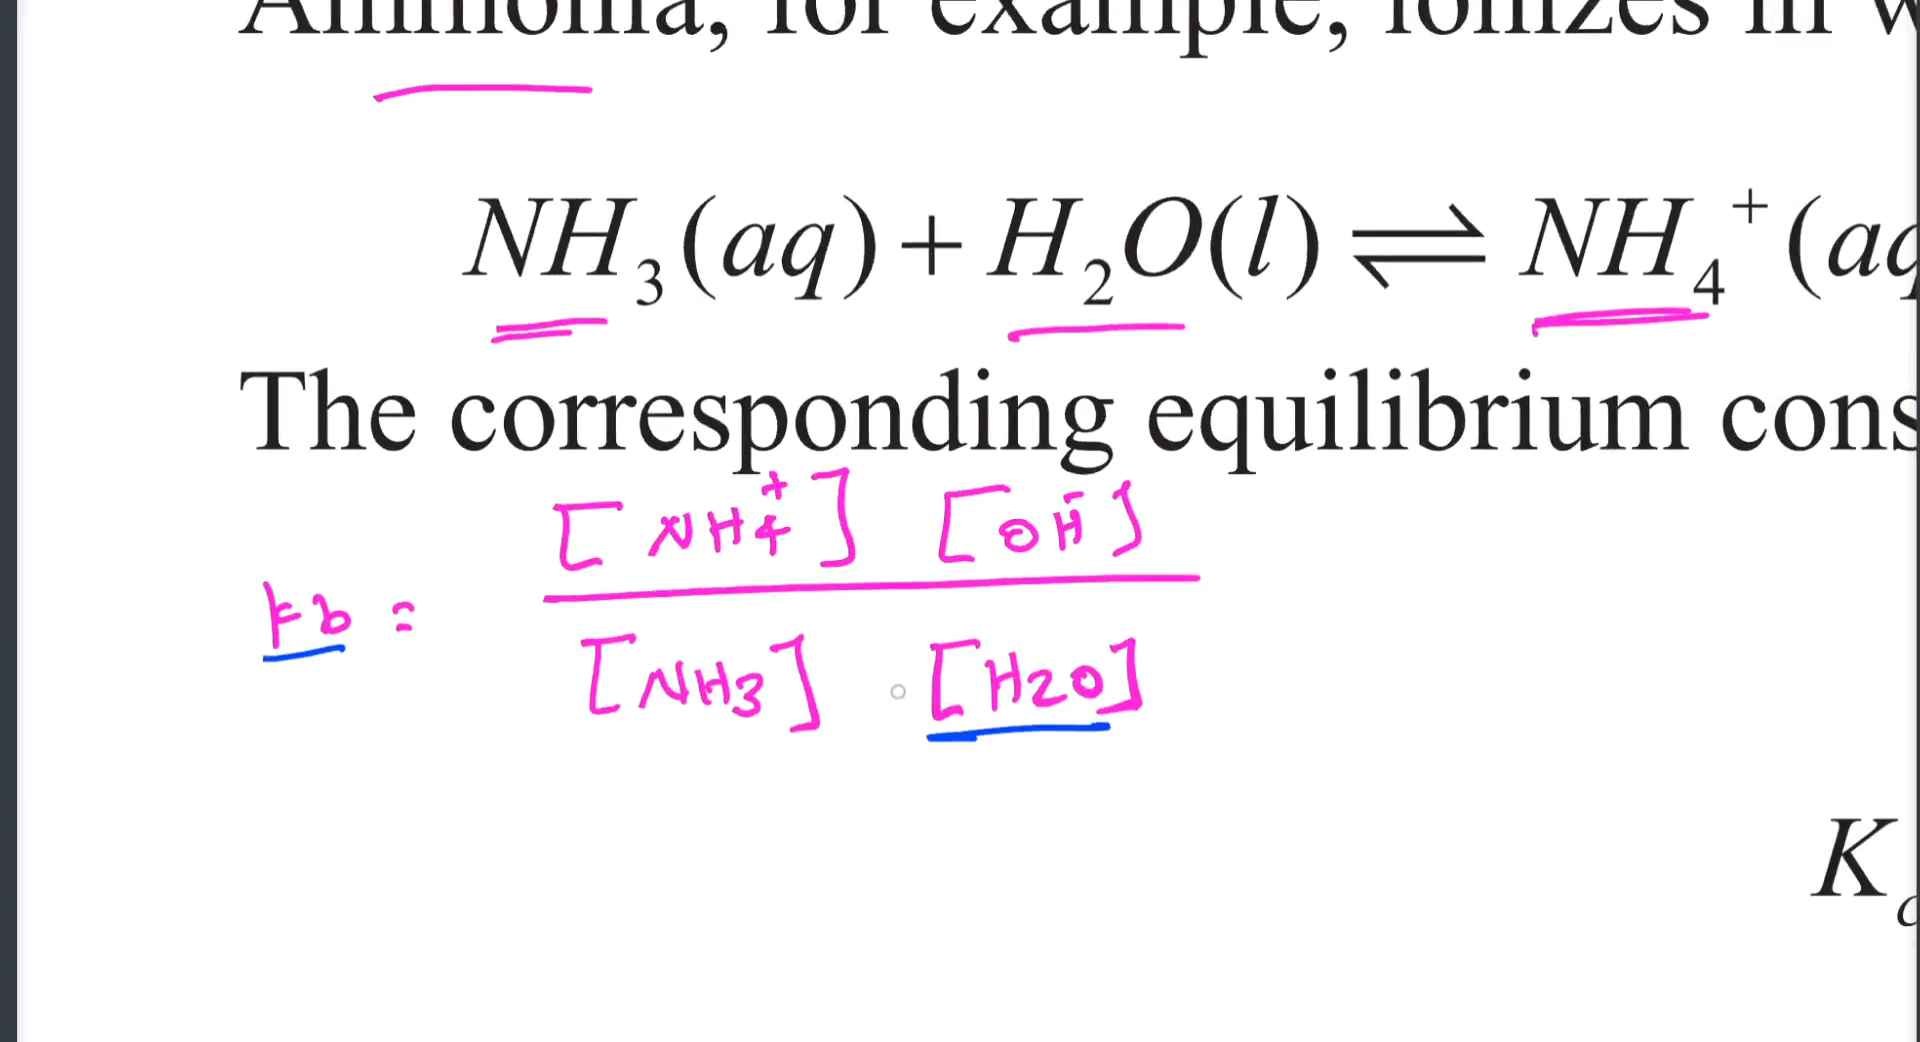 Ammonia, for example, ionizes in w
NH₃(aq) + H₂O(l) ⇌ NH₄⁺(aq
The corresponding equilibrium cons
[NH₄⁺] [OH⁻]
Kb =
[NH3] . [H2O]
K